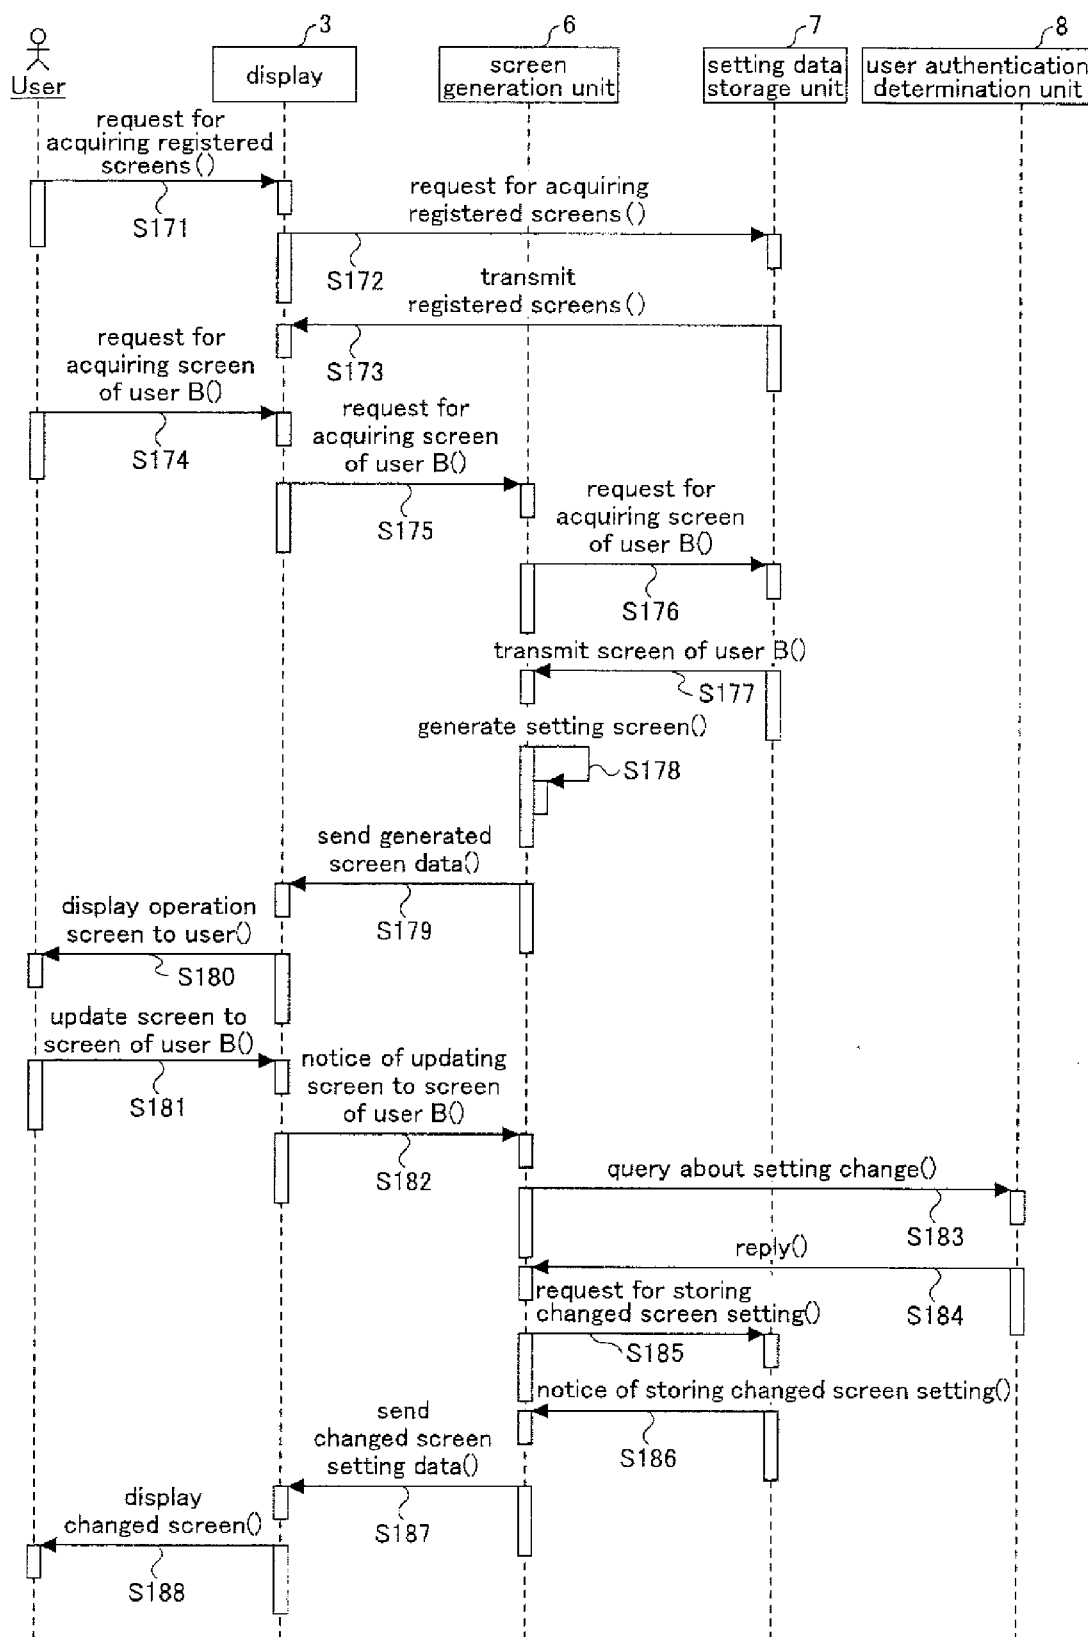 3
6
7
8
User
display
screen
generation unit
setting data
storage unit
user authentication
determination unit
request for
acquiring registered
screens()
S171
request for acquiring
registered screens()
S172
transmit
registered screens()
S173
request for
acquiring screen
of user B()
S174
request for
acquiring screen
of user B()
S175
request for
acquiring screen
of user B()
S176
transmit screen of user B()
S177
generate setting screen()
S178
send generated
screen data()
S179
display operation
screen to user()
S180
update screen to
screen of user B()
S181
notice of updating
screen to screen
of user B()
S182
query about setting change()
S183
reply()
S184
request for storing
changed screen setting()
S185
notice of storing changed screen setting()
S186
send
changed screen
setting data()
S187
display
changed screen()
S188